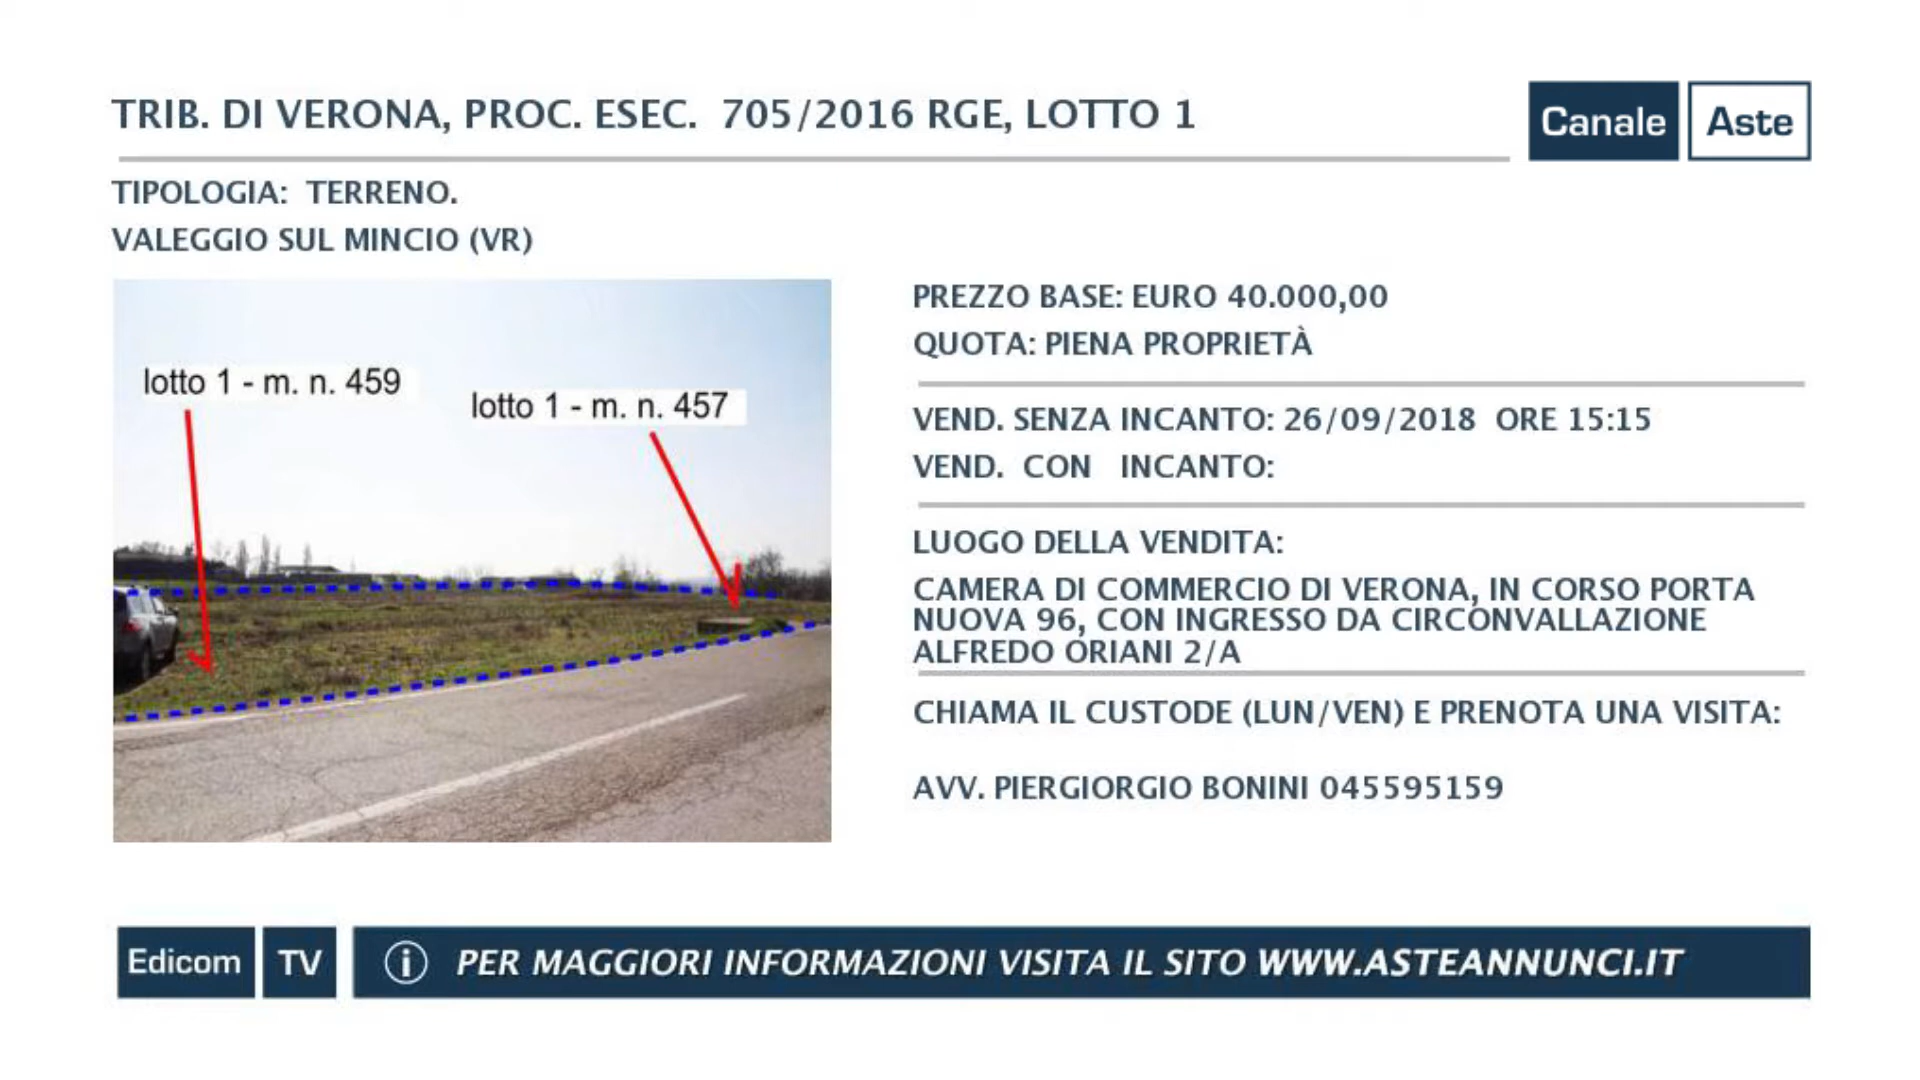 TRIB. DI VERONA, PROC. ESEC. 705/2016 RGE, LOTTO 1
Canale Aste
TIPOLOGIA: TERRENO.
VALEGGIO SUL MINCIO (VR)
lotto 1 - m. n. 459
lotto 1 - m. n. 457
PREZZO BASE: EURO 40.000,00
QUOTA: PIENA PROPRIETÀ
VEND. SENZA INCANTO: 26/09/2018 ORE 15:15
VEND. CON INCANTO:
LUOGO DELLA VENDITA:
CAMERA DI COMMERCIO DI VERONA, IN CORSO PORTA
NUOVA 96, CON INGRESSO DA CIRCONVALLAZIONE
ALFREDO ORIANI 2/A
CHIAMA IL CUSTODE (LUN/VEN) E PRENOTA UNA VISITA:
AVV. PIERGIORGIO BONINI 045595159
Edicom TV
i PER MAGGIORI INFORMAZIONI VISITA IL SITO WWW.ASTEANNUNCI.IT